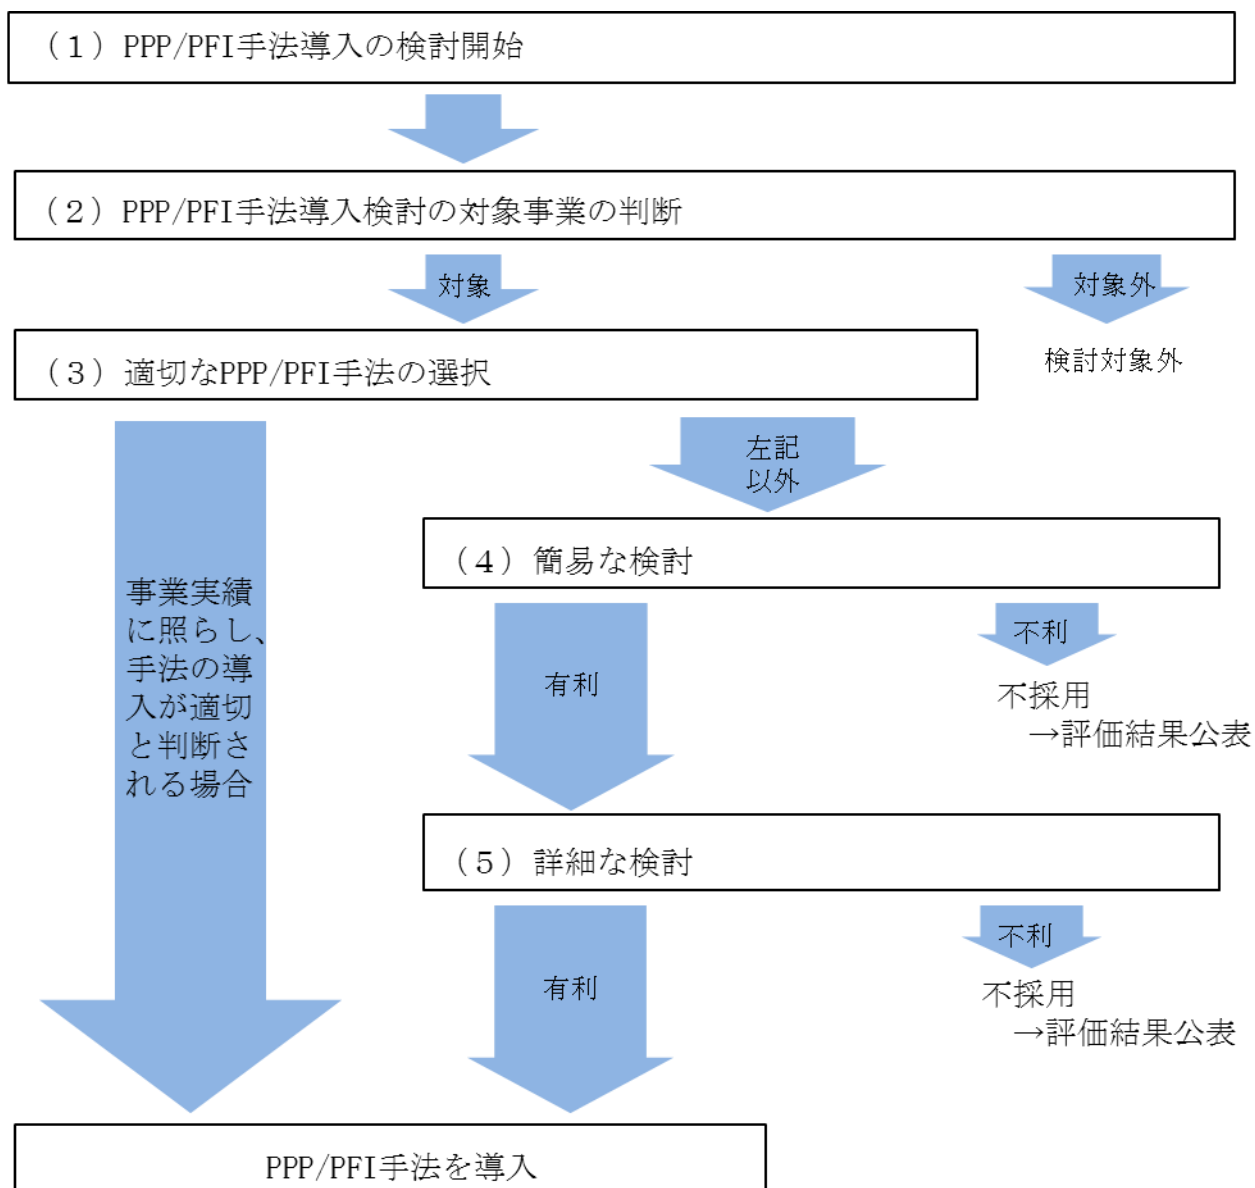 （１）PPP/PFI手法導入の検討開始
（２）PPP/PFI手法導入検討の対象事業の判断
対象
対象外
（３）適切なPPP/PFI手法の選択
検討対象外
左記
以外
（４）簡易な検討
事業実績
に照らし、
手法の導
入が適切
と判断さ
れる場合
有利
不利
不採用
→評価結果公表
（５）詳細な検討
有利
不利
不採用
→評価結果公表
PPP/PFI手法を導入